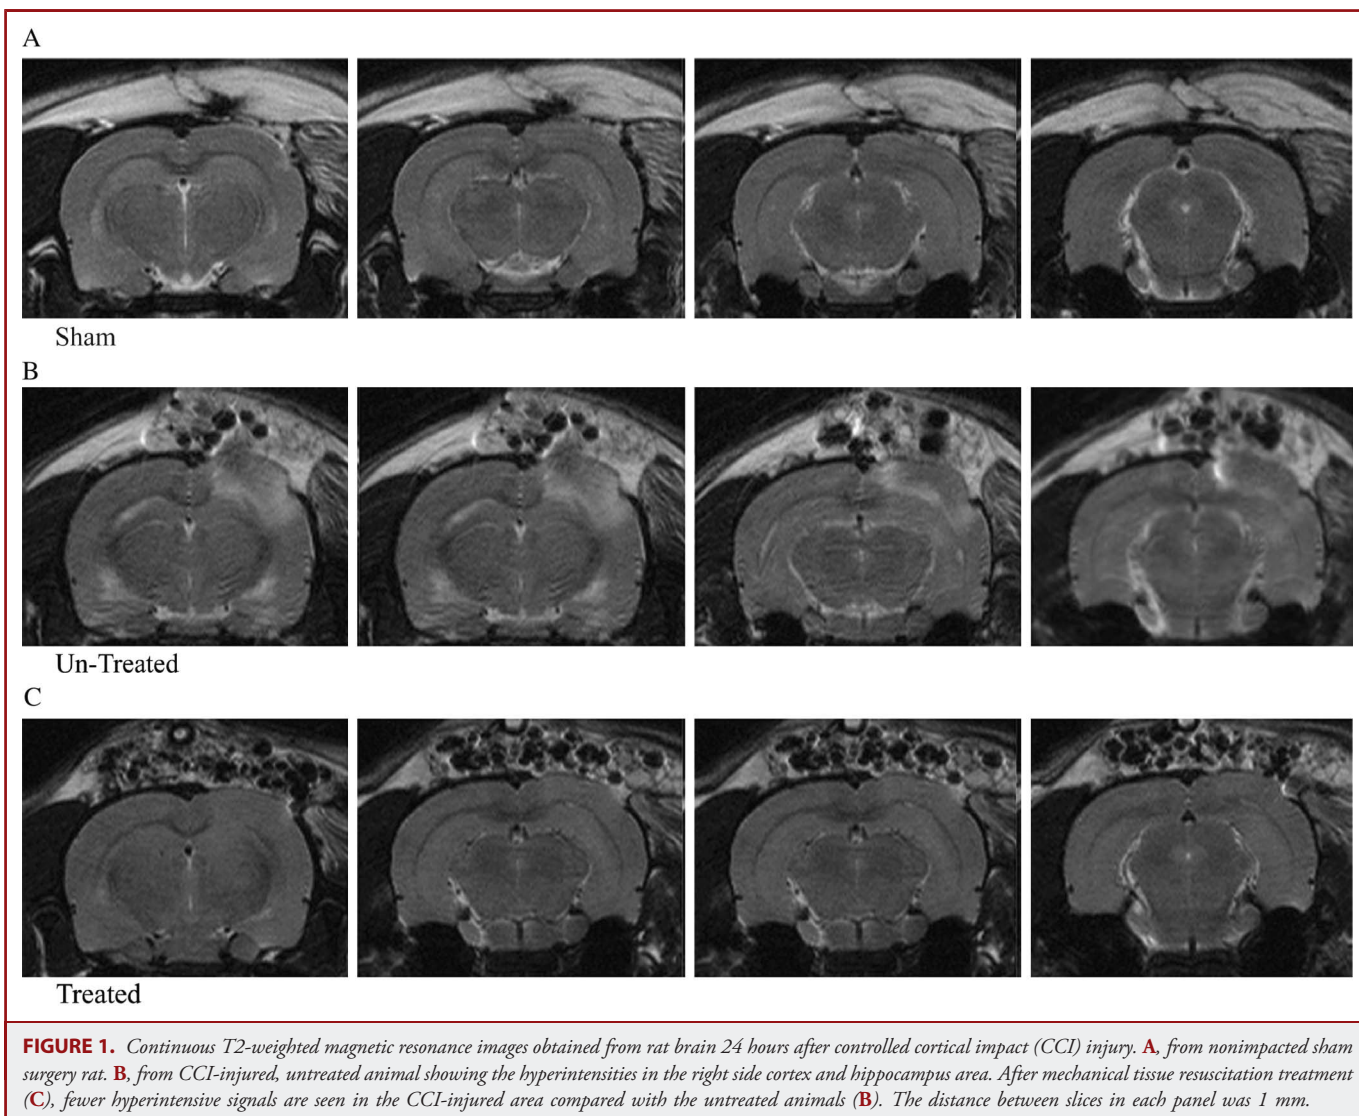 A
Sham
B
Un-Treated
C
Treated
FIGURE 1. Continuous T2-weighted magnetic resonance images obtained from rat brain 24 hours after controlled cortical impact (CCI) injury. A, from nonimpacted sham
surgery rat. B, from CCI-injured, untreated animal showing the hyperintensities in the right side cortex and hippocampus area. After mechanical tissue resuscitation treatment
(C), fewer hyperintensive signals are seen in the CCI-injured area compared with the untreated animals (B). The distance between slices in each panel was 1 mm.